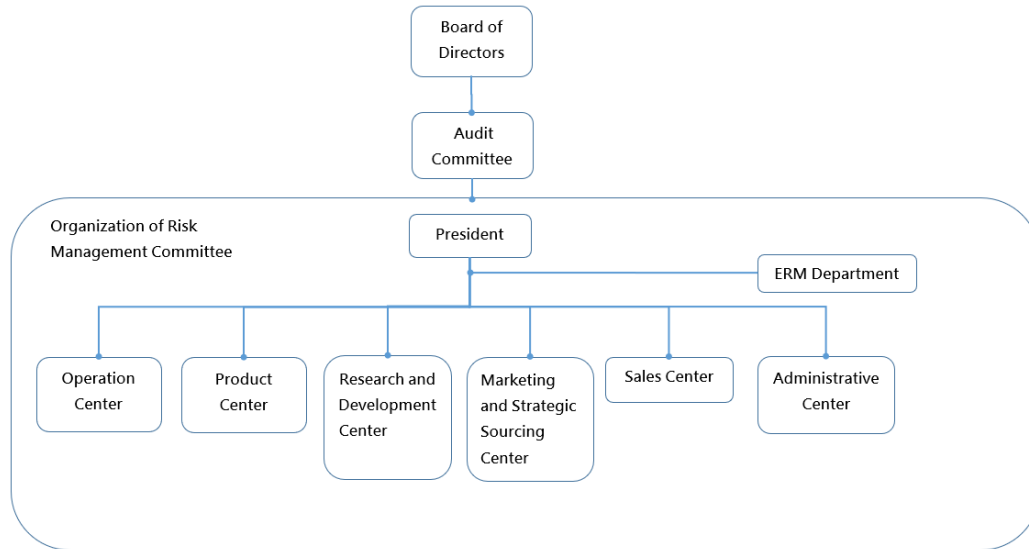 Board of
Directors
Audit
Committee
Organization of Risk
Management Committee
President
ERM Department
Operation
Center
Product
Center
Research and
Development
Center
Marketing
and Strategic
Sourcing
Center
Sales Center
Administrative
Center